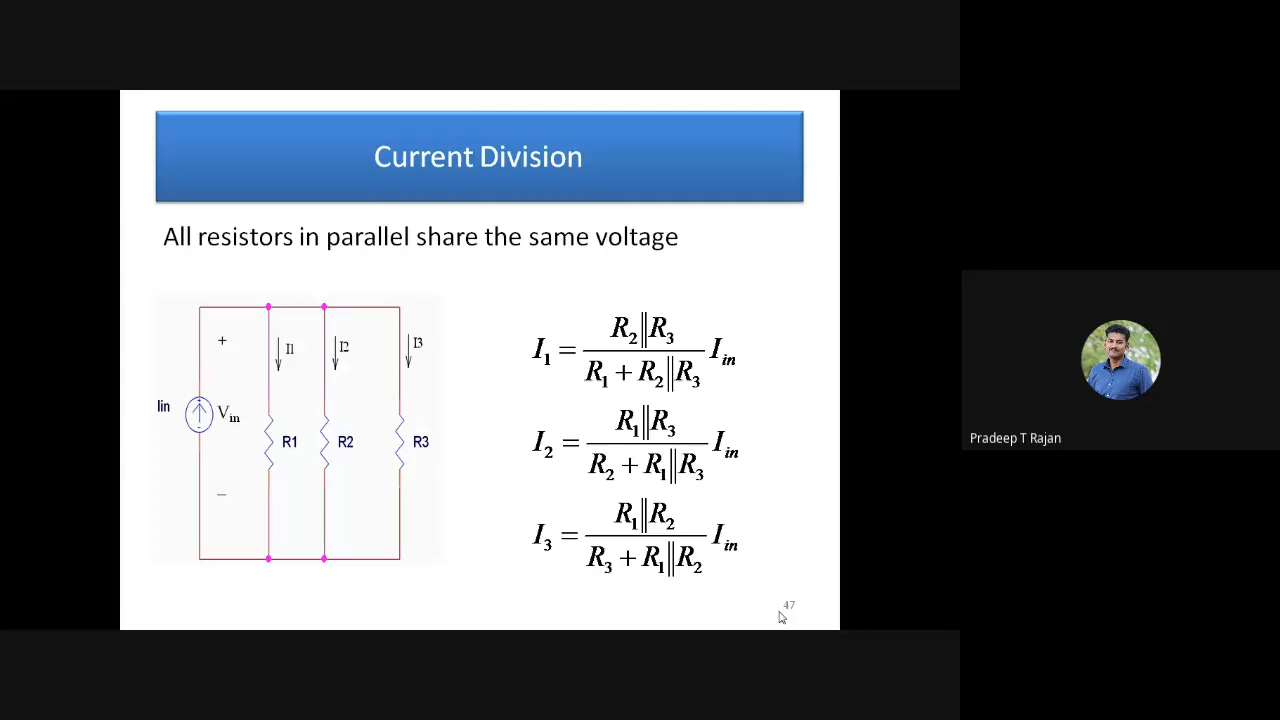 Current Division
All resistors in parallel share the same voltage
+
I1
I2
I3
Iin
Vin
R1
R2
R3
–
I₁ = R₂||R₃ / R₁ + R₂||R₃ Iin
I₂ = R₁||R₃ / R₂ + R₁||R₃ Iin
I₃ = R₁||R₂ / R₃ + R₁||R₂ Iin
47
Pradeep T Rajan